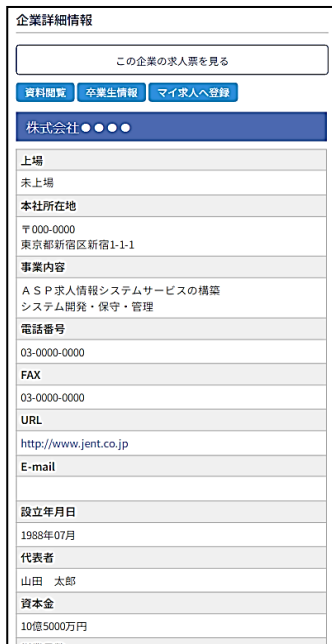 企業詳細情報
この企業の求人票を見る
資料閲覧 卒業生情報 マイ求人へ登録
株式会社●●●●
上場
未上場
本社所在地
〒000-0000
東京都新宿区新宿1-1-1
事業内容
ＡＳＰ求人情報システムサービスの構築
システム開発・保守・管理
電話番号
03-0000-0000
FAX
03-0000-0000
URL
http://www.jent.co.jp
E-mail
設立年月日
1988年07月
代表者
山田　太郎
資本金
10億5000万円